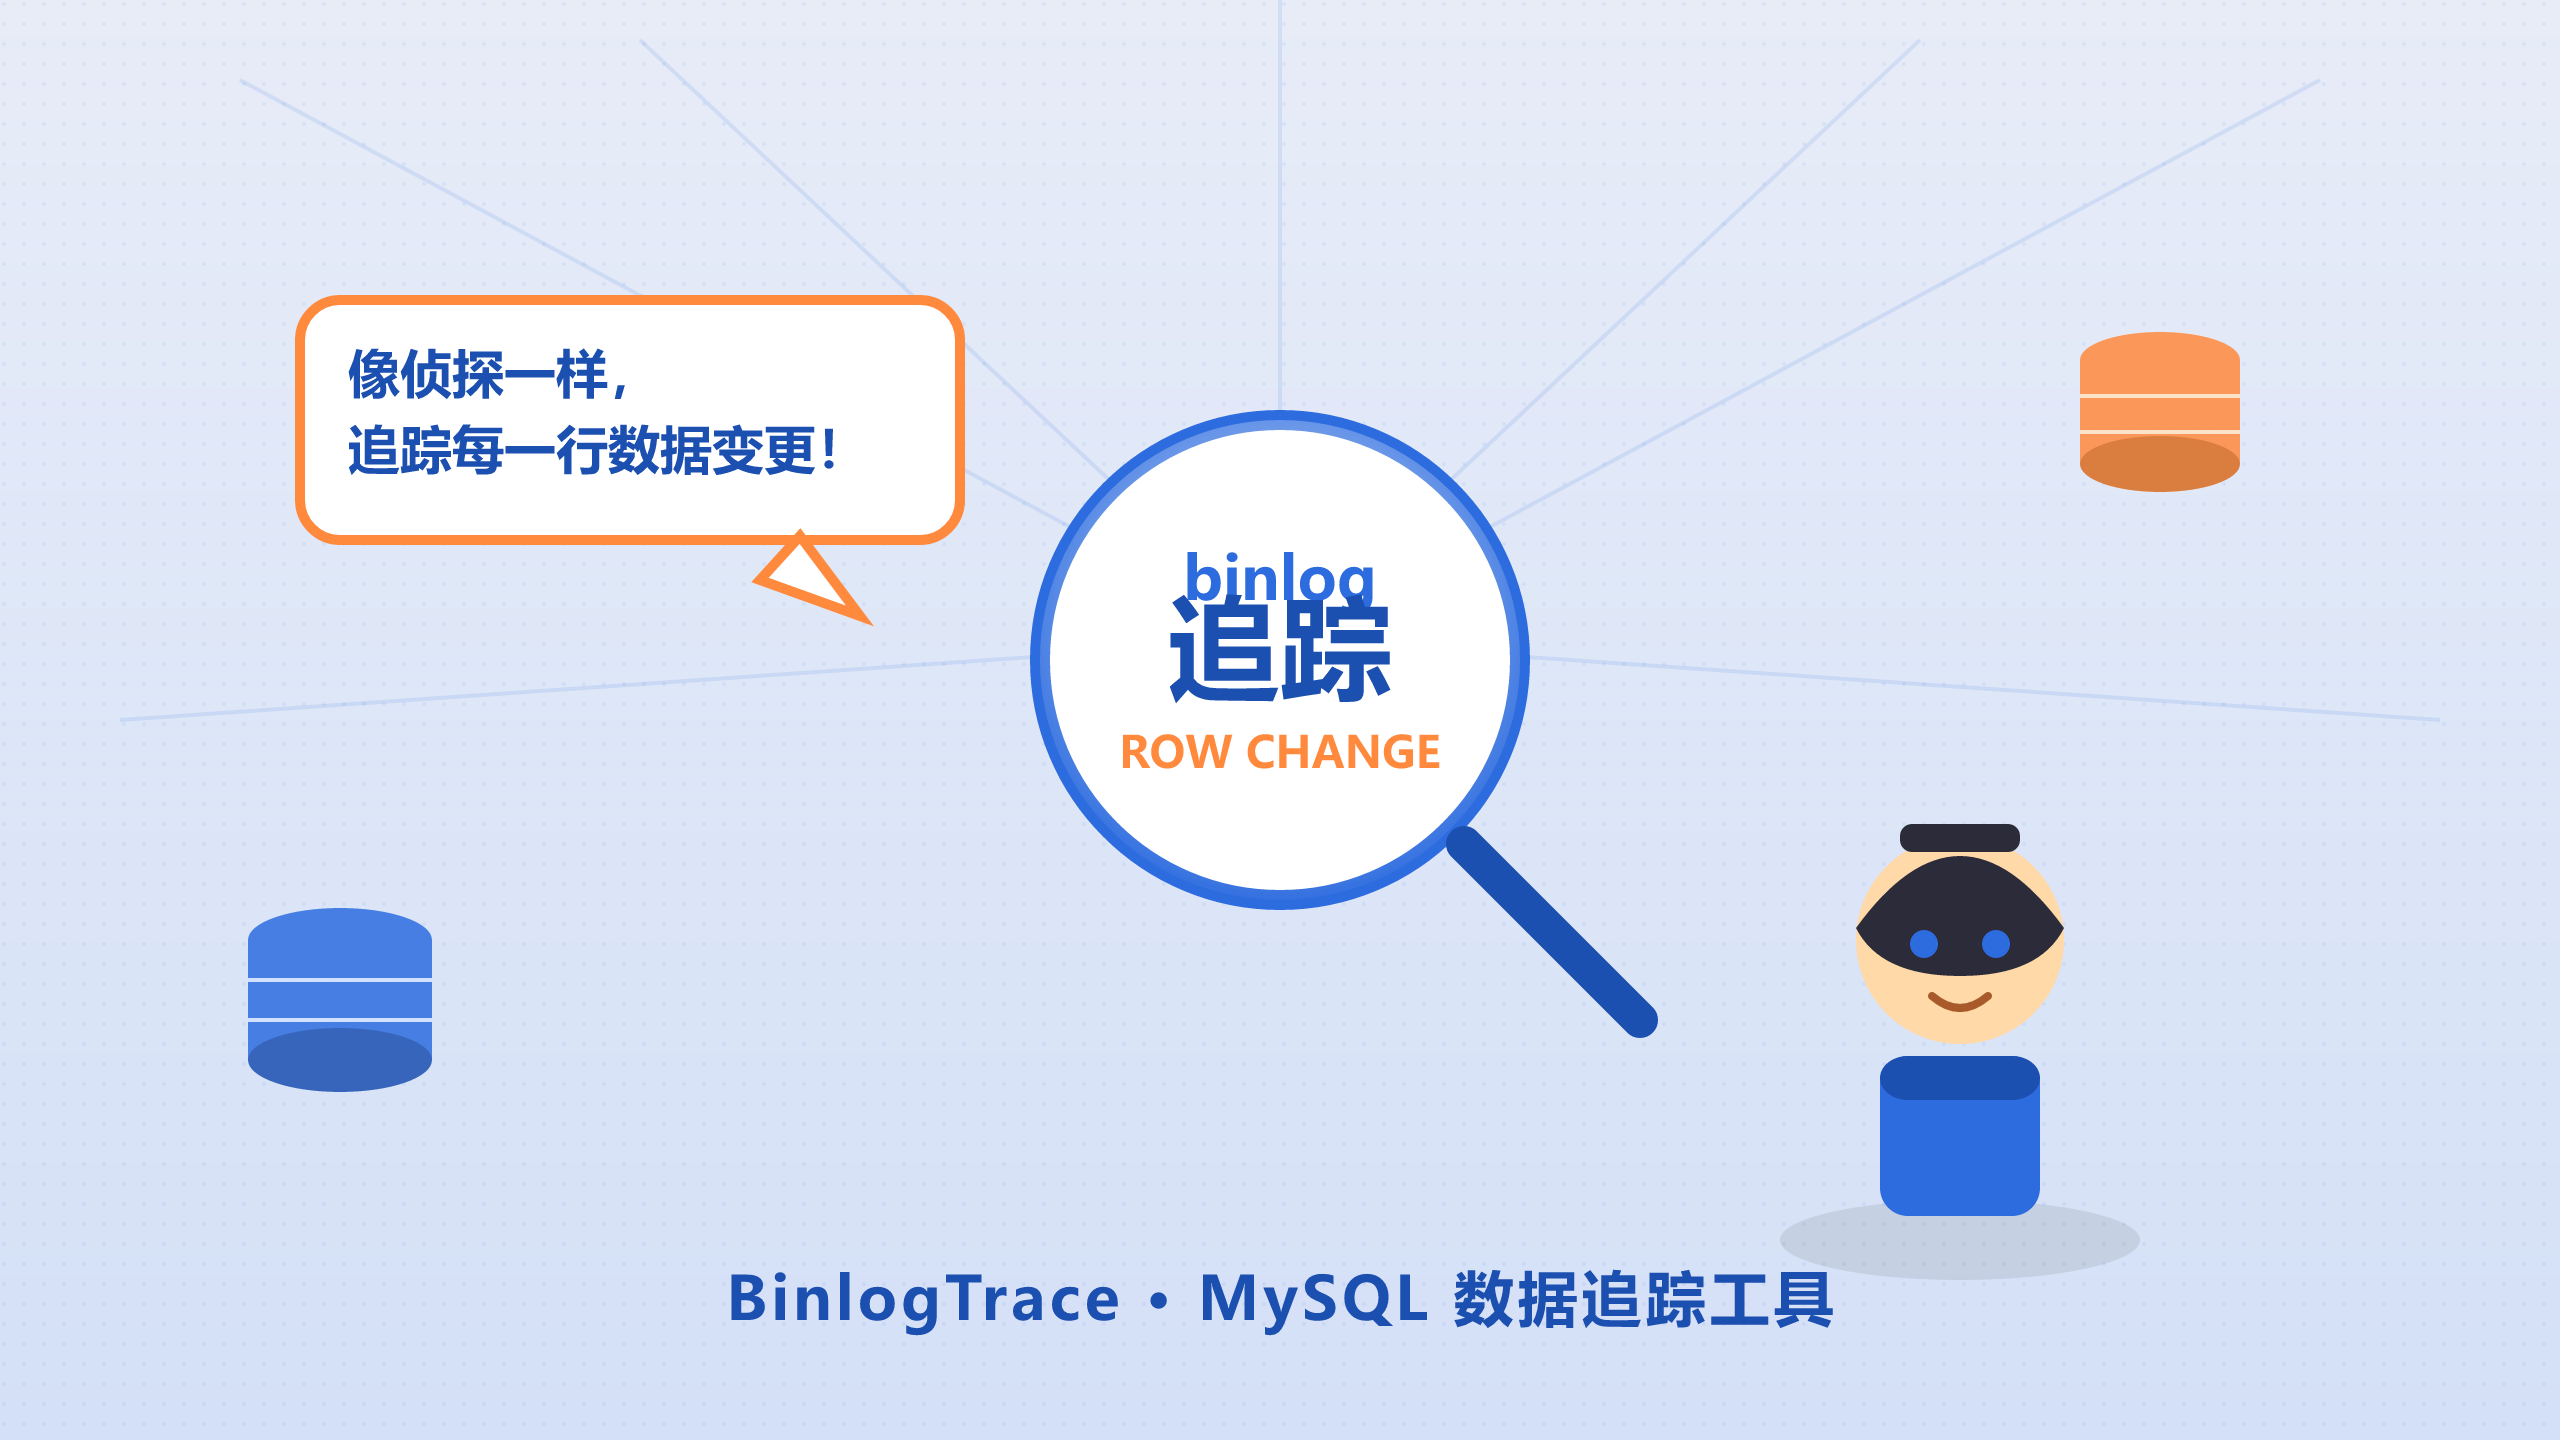 像侦探一样，
追踪每一行数据变更！
binlog
追踪
ROW CHANGE
BinlogTrace • MySQL 数据追踪工具